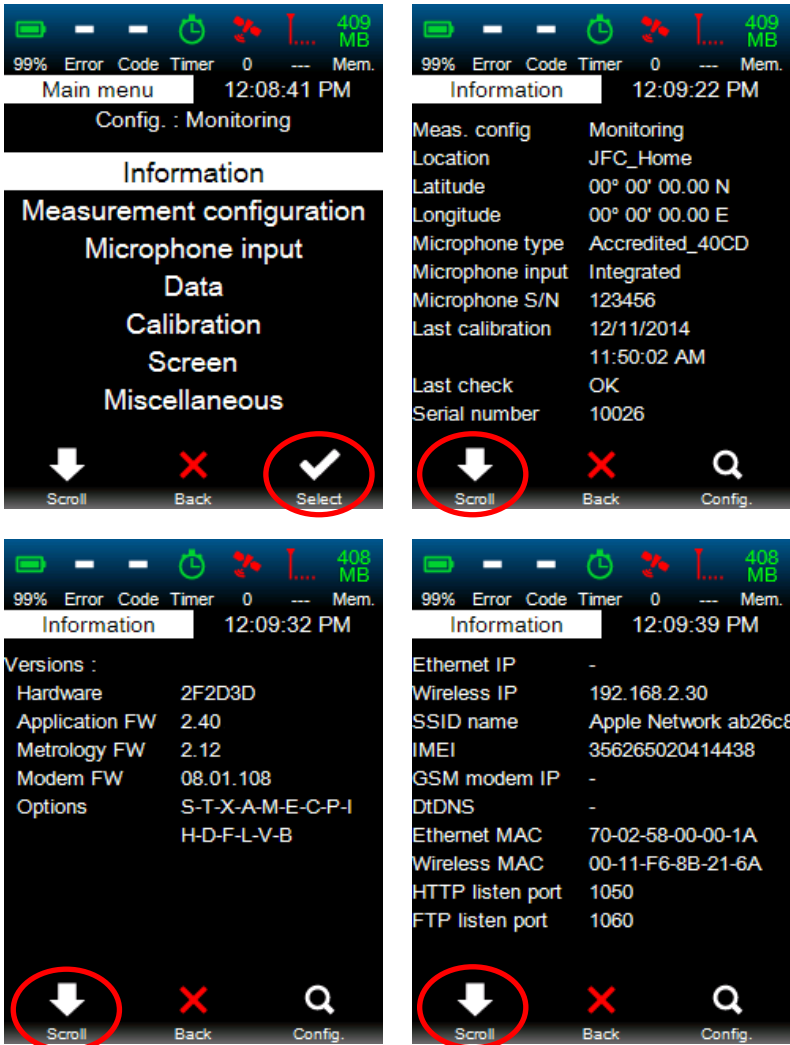 409
MB
99% Error Code Timer 0 --- Mem.
Main menu 12:08:41 PM
Config. : Monitoring
Information
Measurement configuration
Microphone input
Data
Calibration
Screen
Miscellaneous
Scroll Back Select
409
MB
99% Error Code Timer 0 --- Mem.
Information 12:09:22 PM
Meas. config Monitoring
Location JFC_Home
Latitude 00° 00' 00.00 N
Longitude 00° 00' 00.00 E
Microphone type Accredited_40CD
Microphone input Integrated
Microphone S/N 123456
Last calibration 12/11/2014
11:50:02 AM
Last check OK
Serial number 10026
Scroll Back Config.
408
MB
99% Error Code Timer 0 --- Mem.
Information 12:09:32 PM
Versions :
Hardware 2F2D3D
Application FW 2.40
Metrology FW 2.12
Modem FW 08.01.108
Options S-T-X-A-M-E-C-P-I
H-D-F-L-V-B
Scroll Back Config.
408
MB
99% Error Code Timer 0 --- Mem.
Information 12:09:39 PM
Ethernet IP -
Wireless IP 192.168.2.30
SSID name Apple Network ab26c8
IMEI 356265020414438
GSM modem IP -
DtDNS -
Ethernet MAC 70-02-58-00-00-1A
Wireless MAC 00-11-F6-8B-21-6A
HTTP listen port 1050
FTP listen port 1060
Scroll Back Config.